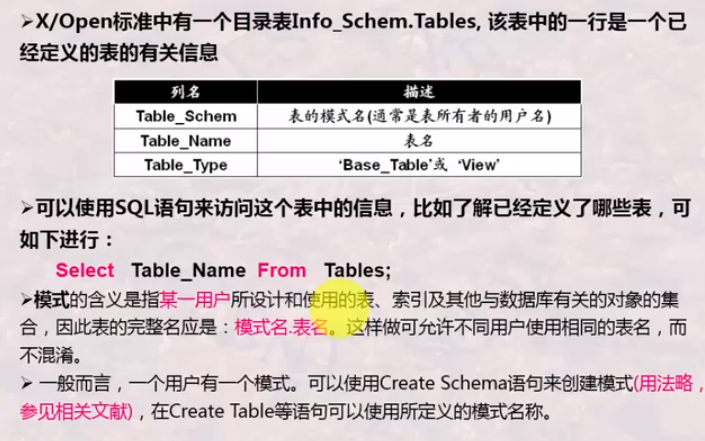 ➢X/Open标准中有一个目录表Info_Schem.Tables, 该表中的一行是一个已
经定义的表的有关信息
列名 描述
Table_Schem 表的模式名(通常是表所有者的用户名)
Table_Name 表名
Table_Type ‘Base_Table’或 ‘View’
➢可以使用SQL语句来访问这个表中的信息，比如了解已经定义了哪些表，可
如下进行：
Select Table_Name From Tables;
➢模式的含义是指某一用户所设计和使用的表、索引及其他与数据库有关的对象的集
合，因此表的完整名应是：模式名.表名。这样做可允许不同用户使用相同的表名，而
不混淆。
➢ 一般而言，一个用户有一个模式。可以使用Create Schema语句来创建模式(用法略，
参见相关文献)，在Create Table等语句可以使用所定义的模式名称。